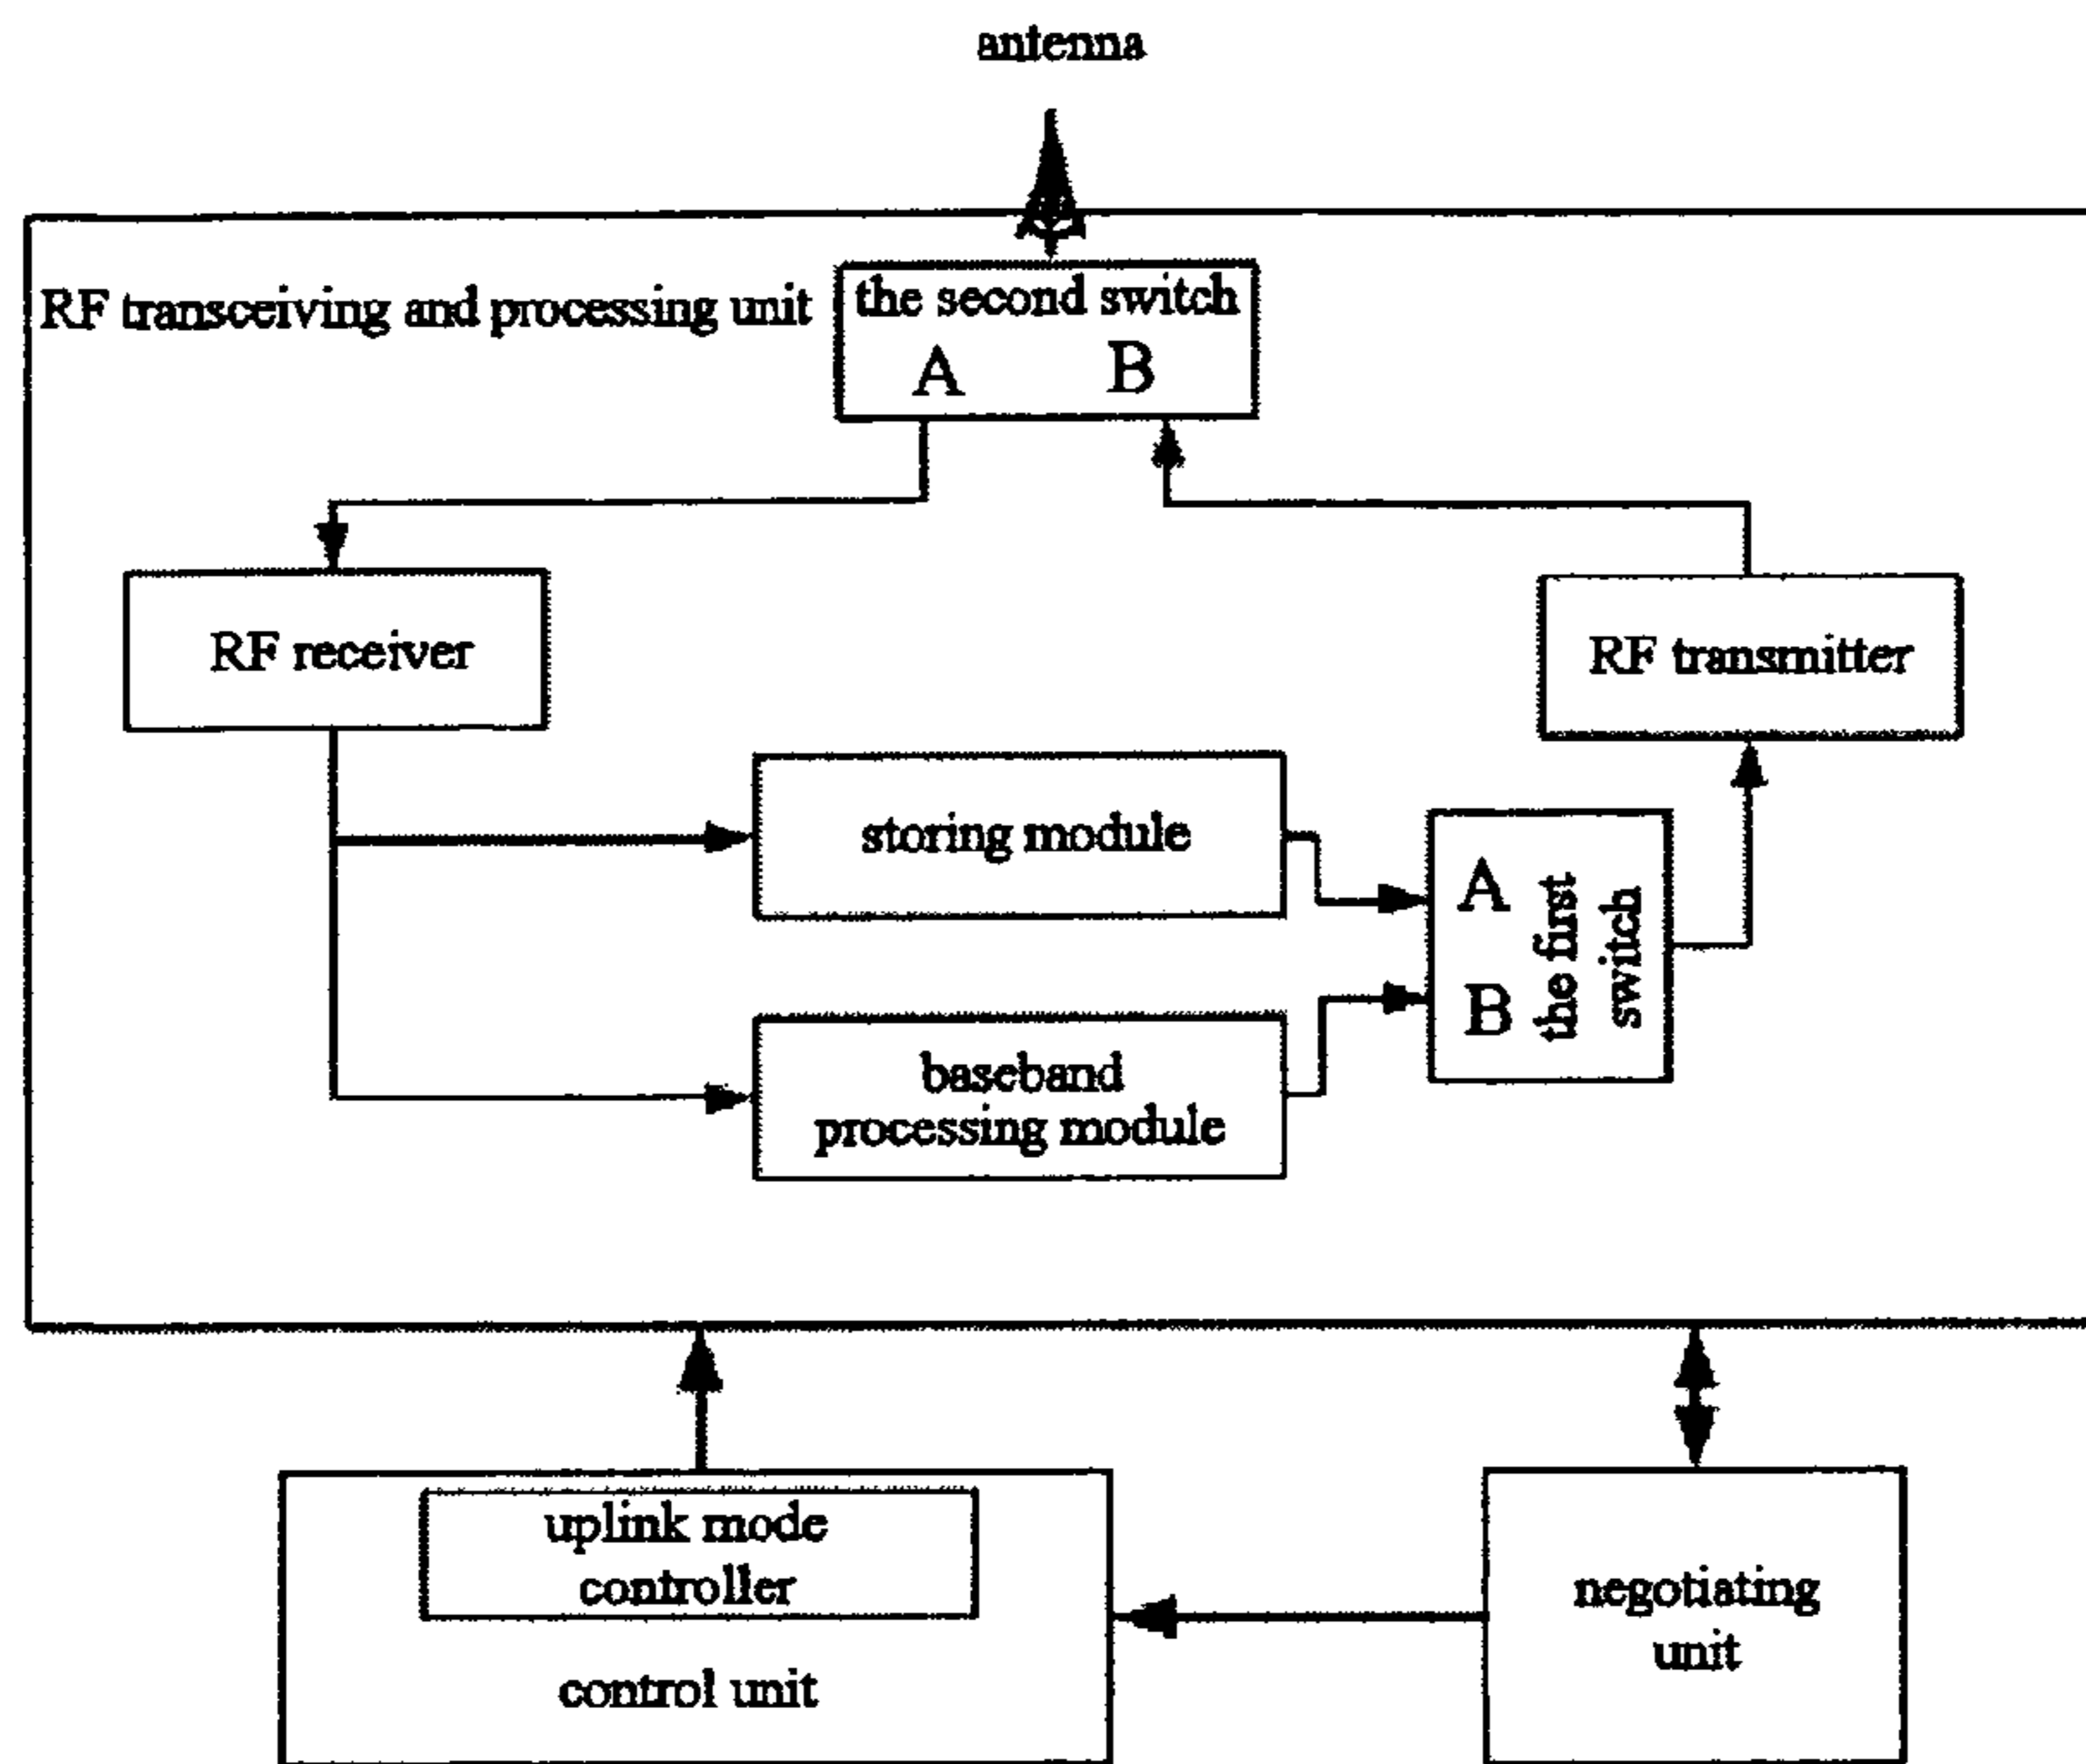 antenna
RF transceiving and processing unit
the second switch
A B
RF receiver
RF transmitter
storing module
A
B
the first
switch
baseband
processing module
uplink mode
controller
control unit
negotiating
unit